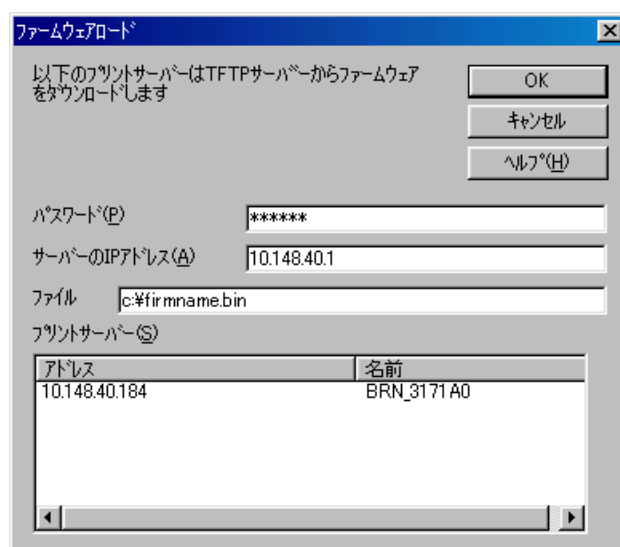 ファームウェアロード
以下のプリントサーバーはTFTPサーバーからファームウェア
をダウンロードします
OK
キャンセル
ヘルプ(H)
パスワード(P)
******
サーバーのIPアドレス(A)
10.148.40.1
ファイル
c:¥firmname.bin
プリントサーバー(S)
アドレス 名前
10.148.40.184 BRN_3171A0